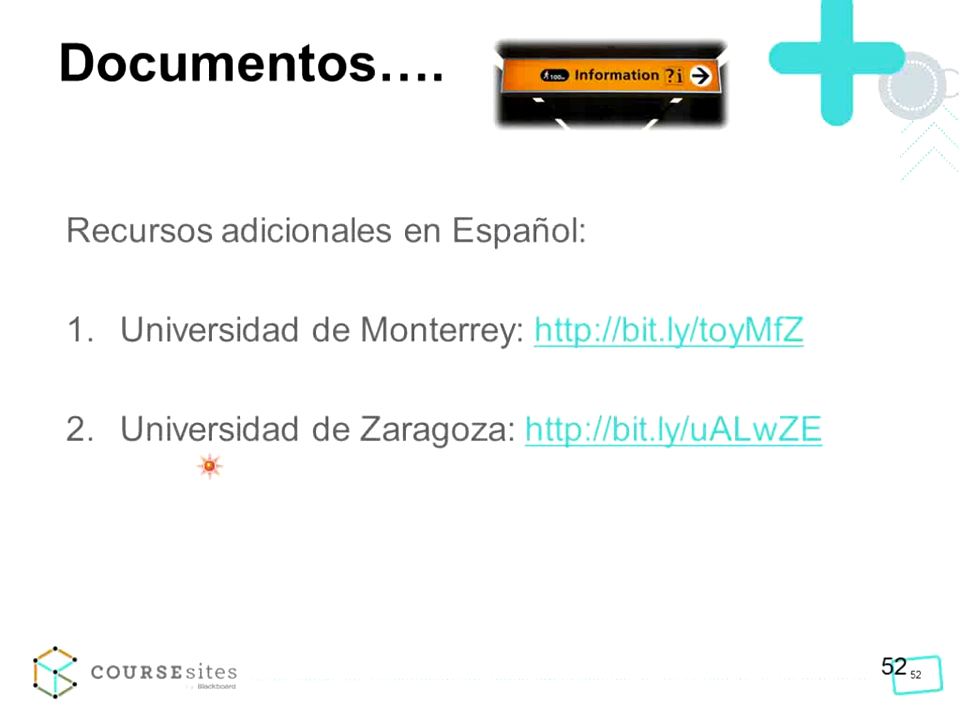 Documentos….
100m Information ?i
Recursos adicionales en Español:
1. Universidad de Monterrey: http://bit.ly/toyMfZ
2. Universidad de Zaragoza: http://bit.ly/uALwZE
COURSEsites
by Blackboard
52
52